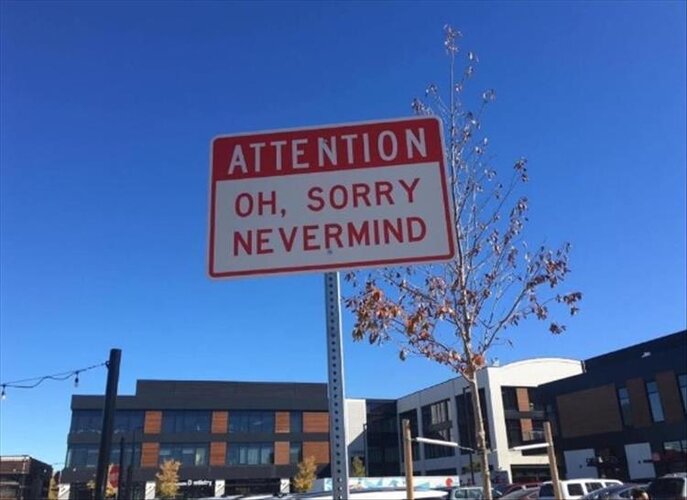 ATTENTION
OH, SORRY
NEVERMIND